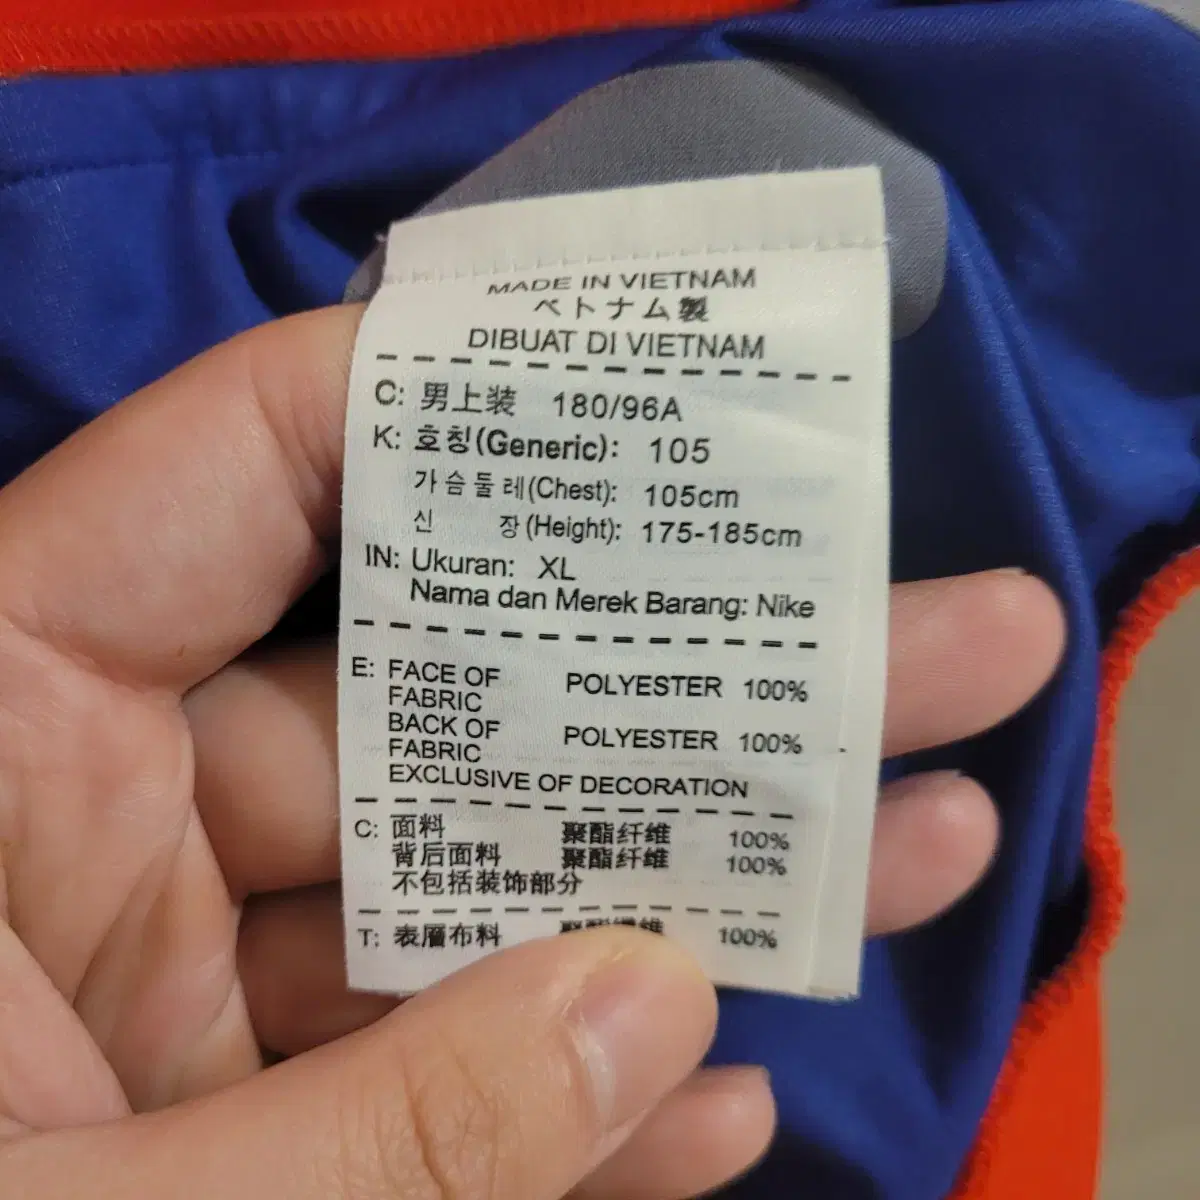 MADE IN VIETNAM
ベトナム製
DIBUAT DI VIETNAM
C: 男上装 180/96A
K: 호칭(Generic): 105
가슴둘레(Chest): 105cm
신 장(Height): 175-185cm
IN: Ukuran: XL
Nama dan Merek Barang: Nike
E: FACE OF FABRIC POLYESTER 100%
BACK OF FABRIC POLYESTER 100%
EXCLUSIVE OF DECORATION
C: 面料 聚酯纤维 100%
背后面料 聚酯纤维 100%
不包括装饰部分
T: 表層布料 100%